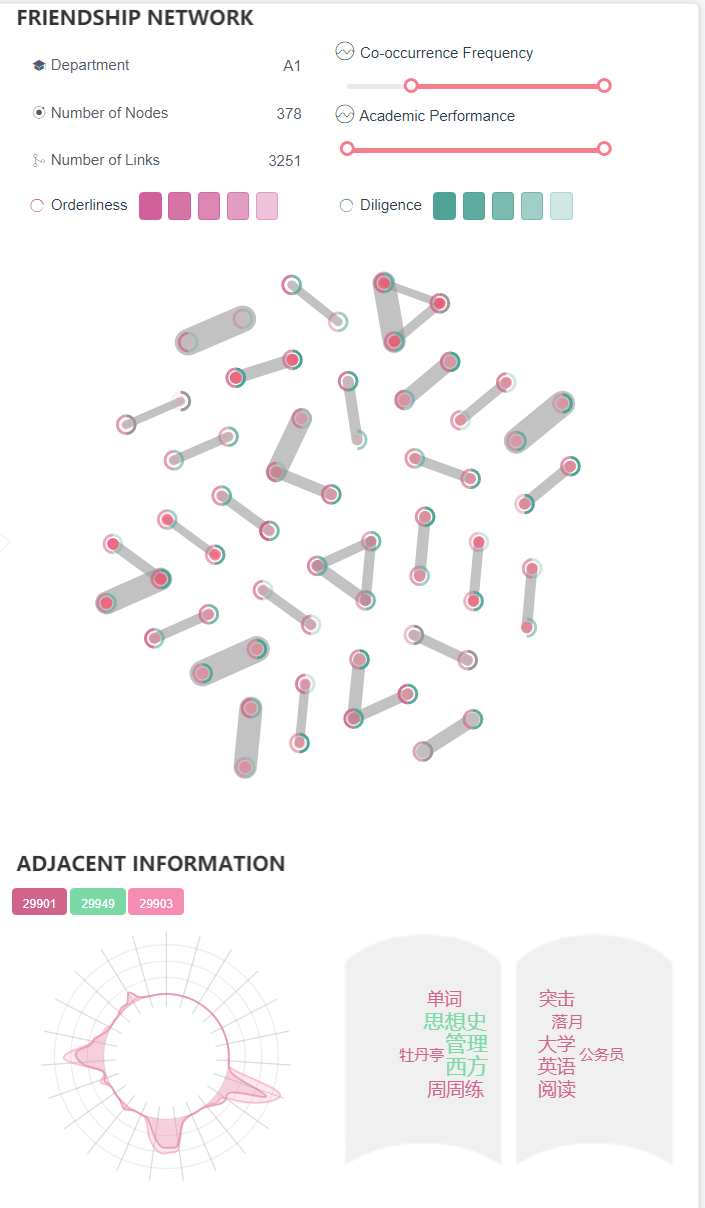 FRIENDSHIP NETWORK
Department A1
Co-occurrence Frequency
Number of Nodes 378
Academic Performance
Number of Links 3251
Orderliness
Diligence
ADJACENT INFORMATION
29901 29949 29903
单词
思想史
牡丹亭 管理
西方
周周练
突击
落月
大学
公务员
英语
阅读